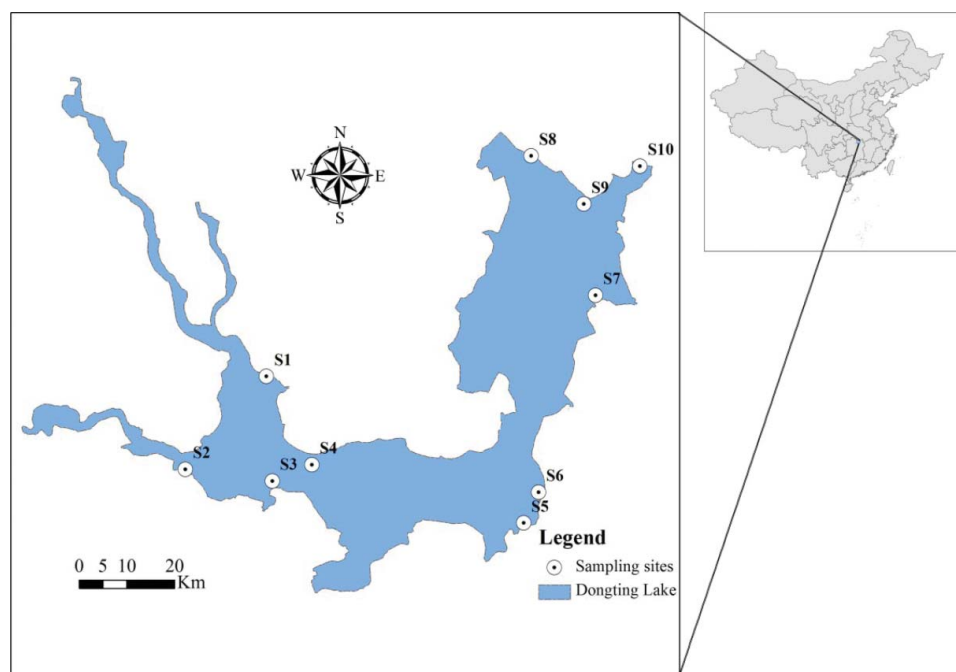 N
W
E
S
S8
S10
S9
S7
S1
S4
S2
S3
S6
S5
Legend
Sampling sites
Dongting Lake
0 5 10 20
Km